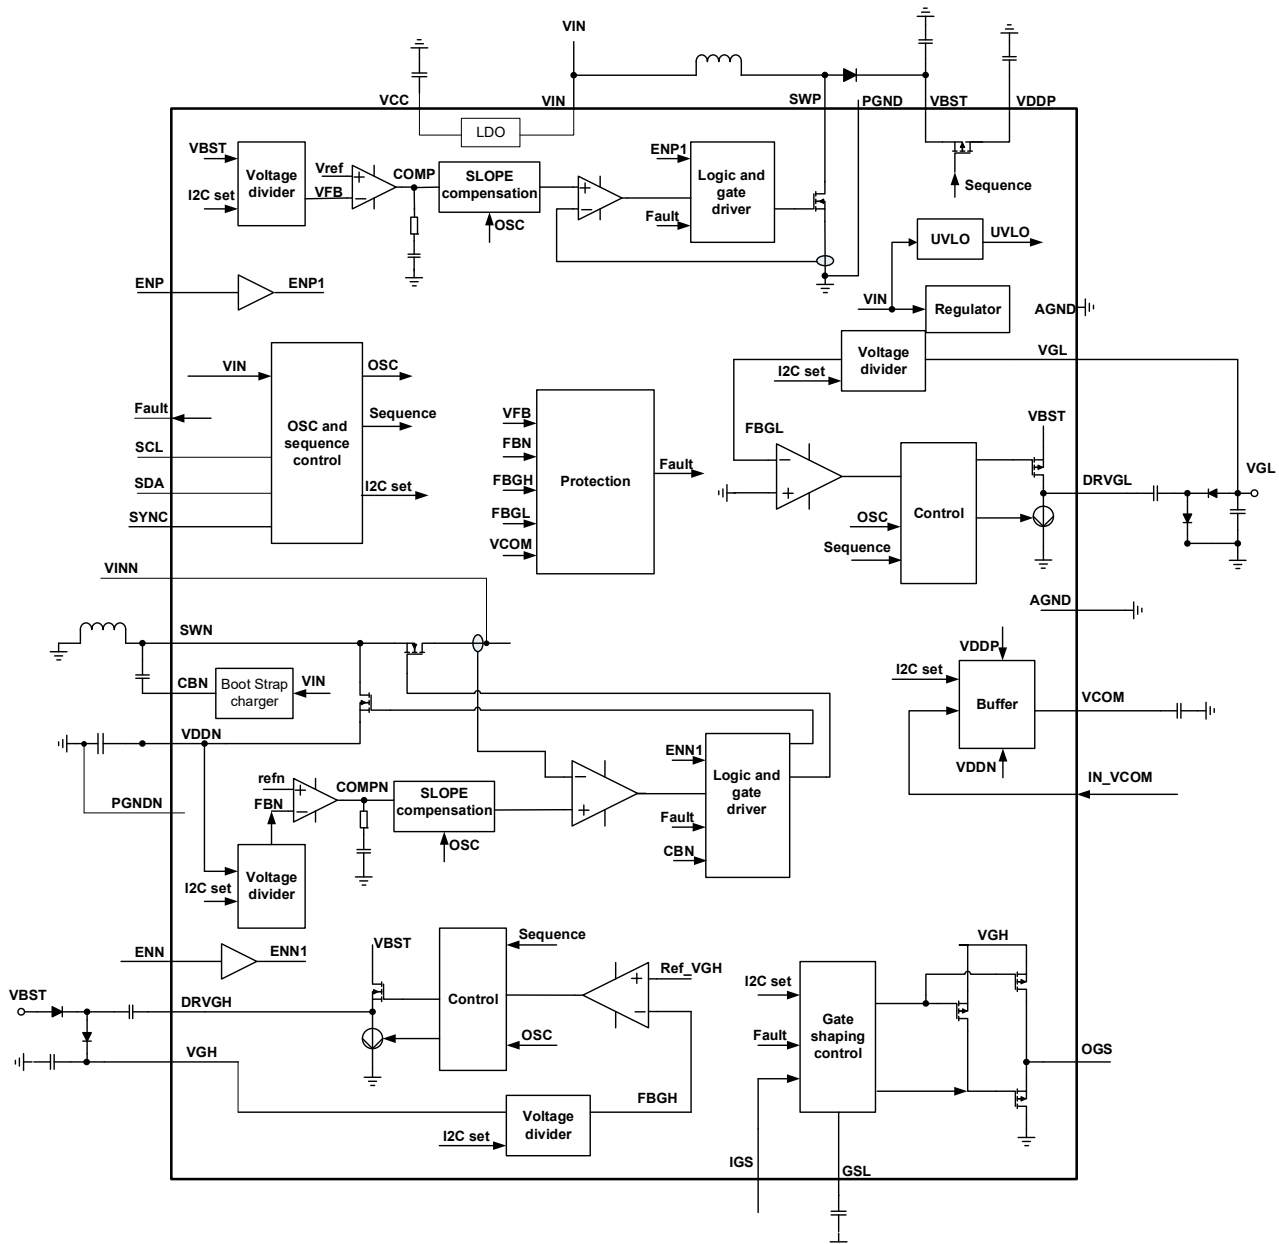 VIN
VCC
VIN
SWP
PGND
VBST
VDDP
LDO
VBST
I2C set
Voltage
divider
Vref
VFB
COMP
SLOPE
compensation
OSC
ENP1
Fault
Logic and
gate
driver
Sequence
UVLO
UVLO
VIN
Regulator
AGND
ENP
ENP1
VIN
Fault
SCL
SDA
SYNC
OSC and
sequence
control
OSC
Sequence
I2C set
VFB
FBN
FBGH
FBGL
VCOM
Protection
Fault
I2C set
Voltage
divider
VGL
FBGL
OSC
Sequence
Control
VBST
DRVGL
VGL
VINN
SWN
CBN
Boot Strap
charger
VIN
VDDN
PGNDN
refn
FBN
COMPN
SLOPE
compensation
OSC
I2C set
Voltage
divider
ENN1
Fault
CBN
Logic and
gate
driver
AGND
VDDP
I2C set
Buffer
VDDN
VCOM
IN_VCOM
ENN
ENN1
VBST
DRVGH
VGH
VBST
Control
Sequence
OSC
Ref_VGH
FBGH
I2C set
Voltage
divider
I2C set
Fault
Gate
shaping
control
VGH
OGS
IGS
GSL